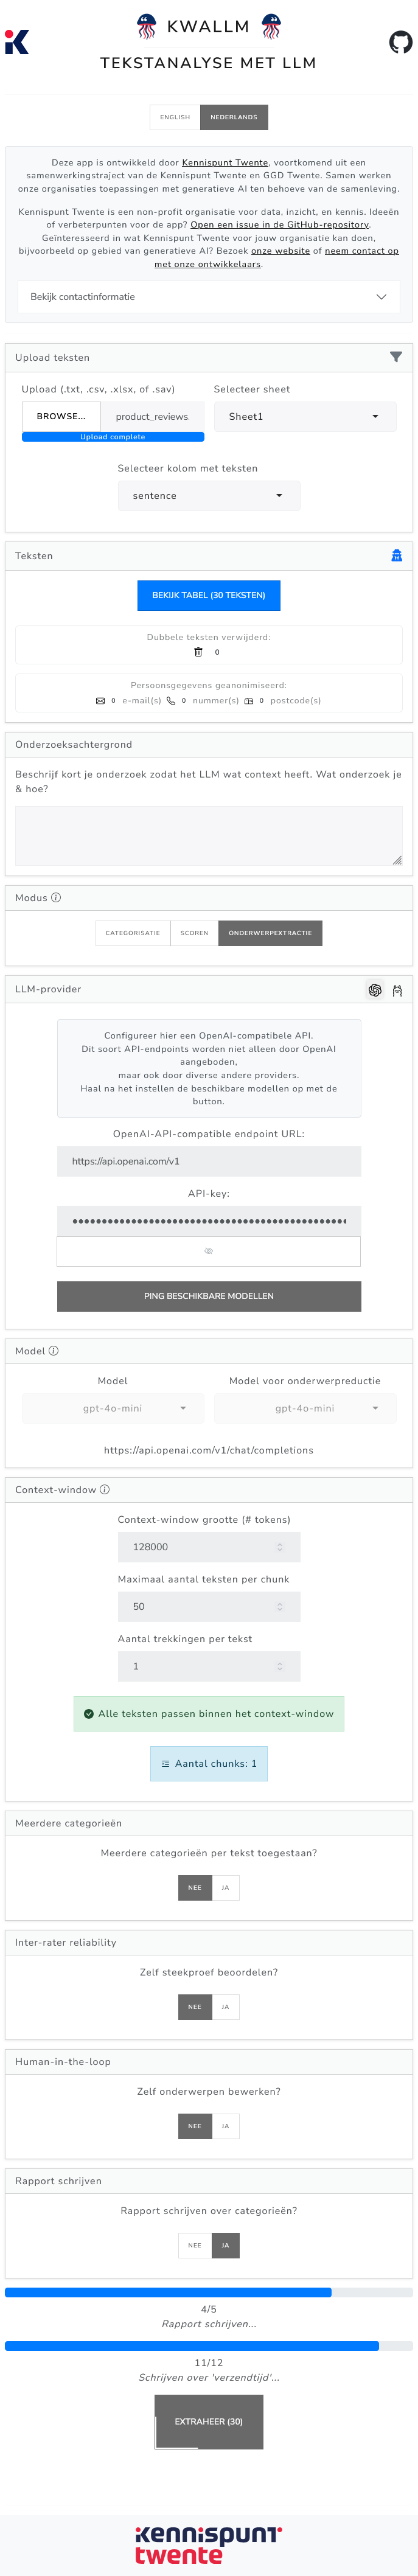 KWALLM
TEKSTANALYSE MET LLM
ENGLISH
NEDERLANDS
Deze app is ontwikkeld door Kennispunt Twente, voortkomend uit een
samenwerkingstraject van de Kennispunt Twente en GGD Twente. Samen werken
onze organisaties toepassingen met generatieve AI ten behoeve van de samenleving.
Kennispunt Twente is een non-profit organisatie voor data, inzicht, en kennis. Ideeën
of verbeterpunten voor de app? Open een issue in de GitHub-repository.
Geïnteresseerd in wat Kennispunt Twente voor jouw organisatie kan doen,
bijvoorbeeld op gebied van generatieve AI? Bezoek onze website of neem contact op
met onze ontwikkelaars.
Bekijk contactinformatie
Upload teksten
Upload (.txt, .csv, .xlsx, of .sav)
Selecteer sheet
BROWSE...
product_reviews.
Sheet1
Upload complete
Selecteer kolom met teksten
sentence
Teksten
BEKIJK TABEL (30 TEKSTEN)
Dubbele teksten verwijderd:
0
Persoonsgegevens geanonimiseerd:
0 e-mail(s) 0 nummer(s) 0 postcode(s)
Onderzoeksachtergrond
Beschrijf kort je onderzoek zodat het LLM wat context heeft. Wat onderzoek je
& hoe?
Modus
CATEGORISATIE
SCOREN
ONDERWERPEXTRACTIE
LLM-provider
Configureer hier een OpenAI-compatibele API.
Dit soort API-endpoints worden niet alleen door OpenAI
aangeboden,
maar ook door diverse andere providers.
Haal na het instellen de beschikbare modellen op met de
button.
OpenAI-API-compatible endpoint URL:
https://api.openai.com/v1
API-key:
PING BESCHIKBARE MODELLEN
Model
Model
Model voor onderwerpreductie
gpt-4o-mini
gpt-4o-mini
https://api.openai.com/v1/chat/completions
Context-window
Context-window grootte (# tokens)
128000
Maximaal aantal teksten per chunk
50
Aantal trekkingen per tekst
1
Alle teksten passen binnen het context-window
Aantal chunks: 1
Meerdere categorieën
Meerdere categorieën per tekst toegestaan?
NEE
JA
Inter-rater reliability
Zelf steekproef beoordelen?
NEE
JA
Human-in-the-loop
Zelf onderwerpen bewerken?
NEE
JA
Rapport schrijven
Rapport schrijven over categorieën?
NEE
JA
4/5
Rapport schrijven...
11/12
Schrijven over 'verzendtijd'...
EXTRAHEER (30)
kennispunt
twente